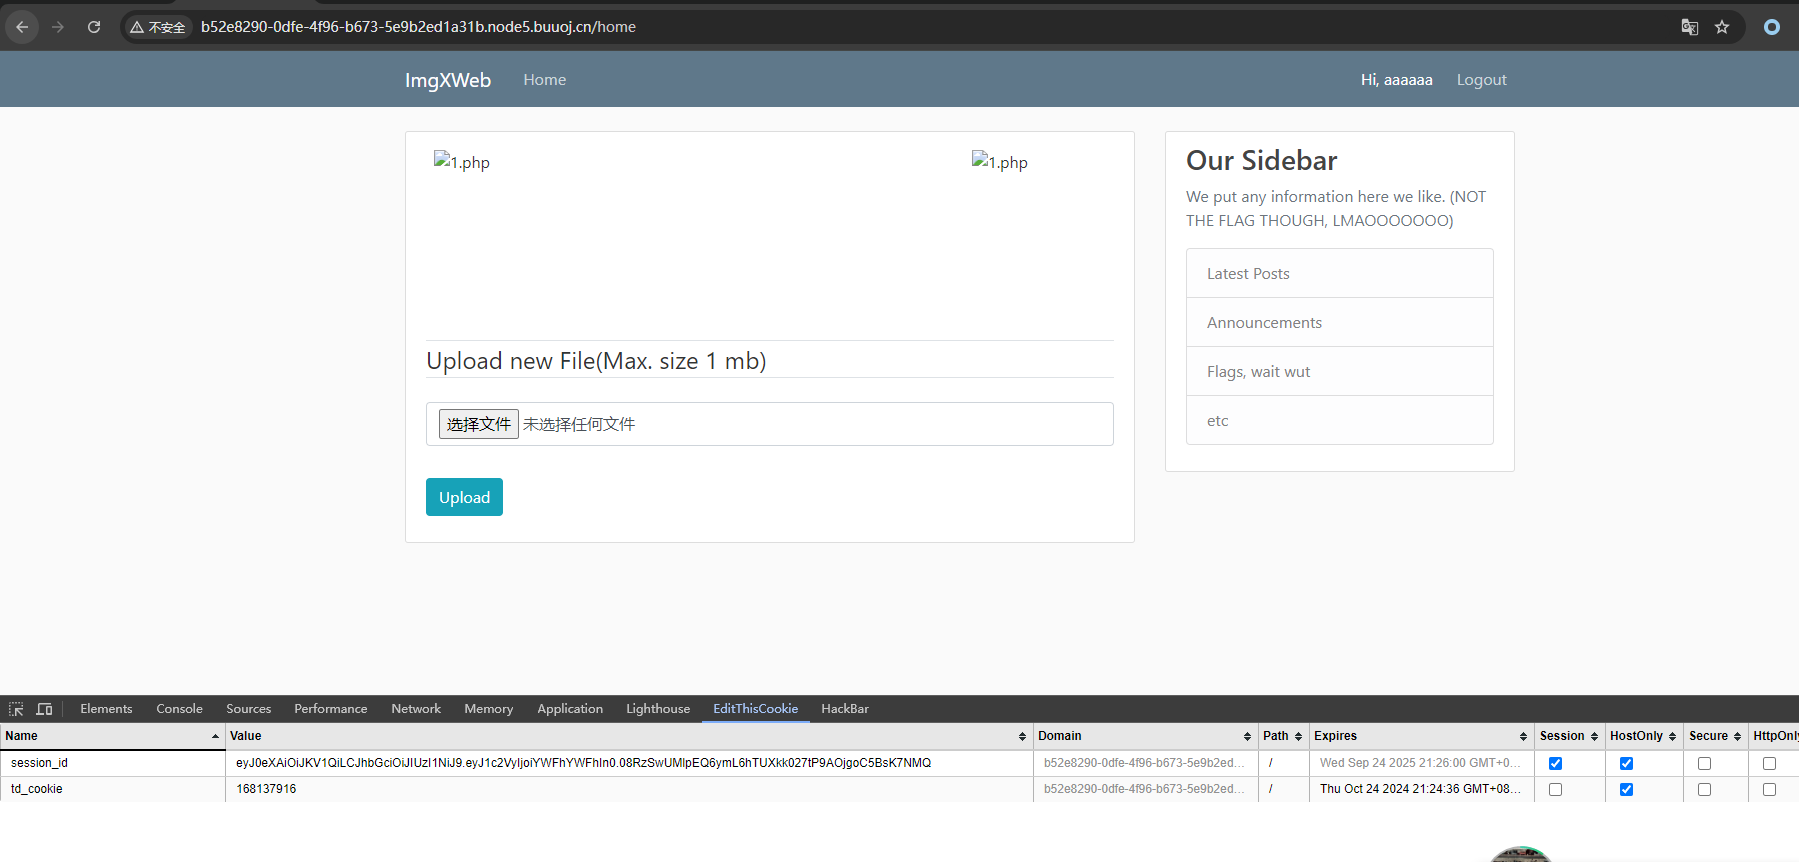 不安全 b52e8290-0dfe-4f96-b673-5e9b2ed1a31b.node5.buuoj.cn/home
ImgXWeb Home Hi, aaaaaa Logout
1.php 1.php
Our Sidebar
We put any information here we like. (NOT
THE FLAG THOUGH, LMAOOOOOOO)
Latest Posts
Announcements
Flags, wait wut
etc
Upload new File(Max. size 1 mb)
选择文件 未选择任何文件
Upload
Elements Console Sources Performance Network Memory Application Lighthouse EditThisCookie HackBar
Name Value Domain Path Expires Session HostOnly Secure HttpOnly
session_id eyJ0eXAiOiJKV1QiLCJhbGciOiJIUzI1NiJ9.eyJ1c2VyIjoiYWFhYWFhIn0.08RzSwUMlpEQ6ymL6hTUXkk027tP9AOjgoC5BsK7NMQ b52e8290-0dfe-4f96-b673-5e9b2ed... / Wed Sep 24 2025 21:26:00 GMT+0...
td_cookie 168137916 b52e8290-0dfe-4f96-b673-5e9b2ed... / Thu Oct 24 2024 21:24:36 GMT+08...